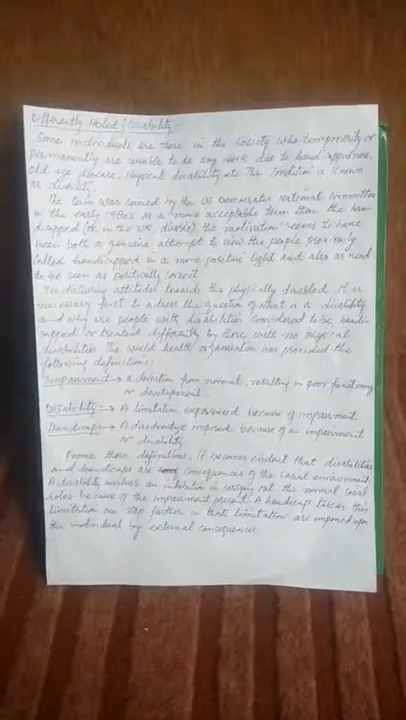 Differently Abled / Disability:
Some individuals are there in the society who temporarily or
permanently are unable to do any work due to
Old age disease, physical disability etc. This condition is known
as disability.
The term was coined by the US Democratic National Committee
in the early 1980s as a more acceptable term than the han-
dicapped (or in the UK, disable) the motivation seems to have
been both a genuine attempt to view the people previously
called handicapped in a more positive light and also as need
to be seen as politically correct
In discussing attitudes towards the physically disabled it is
necessary first to adress the question of what is a disability
and why are people with disabilities considered to be handi-
capped or treated differently by those with no physical
disabilities. The world health organisation has provided the
following definitions:
Impairment → A deviation from normal, resulting in poor functioning
or development.
Disability → A limitation experienced because of impairment.
Handicap → A disadvantage imposed because of an impairment
or disability
From these definitions, it becomes evident that disabilities
and handicaps are consequences of the social environment.
A disability involves an inhibition in carrying out the normal social
roles because of the impairment present. A handicap takes this
limitation one step further in that limitation are imposed upon
the individual by external consequences.